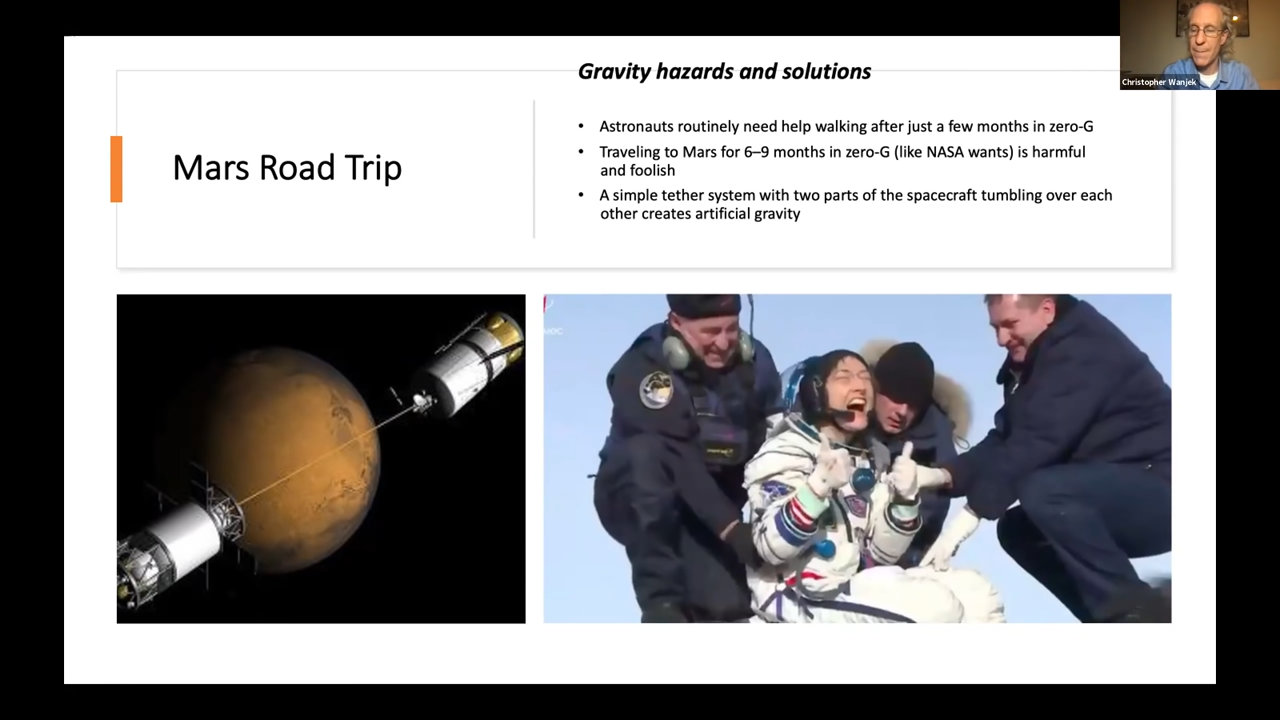 Gravity hazards and solutions
Christopher Wanjek
Mars Road Trip
• Astronauts routinely need help walking after just a few months in zero-G
• Traveling to Mars for 6–9 months in zero-G (like NASA wants) is harmful
and foolish
• A simple tether system with two parts of the spacecraft tumbling over each
other creates artificial gravity